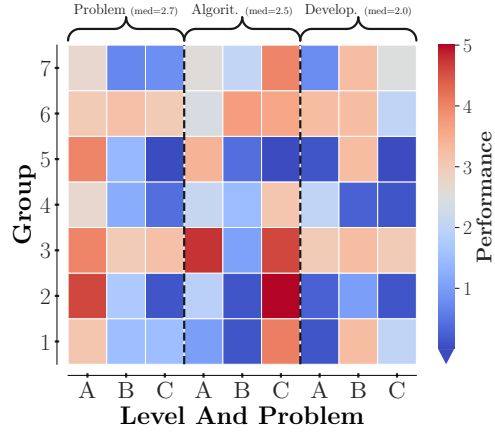 Problem (med=2.7) Algorit. (med=2.5) Develop. (med=2.0)
7
6
5
4
3
2
1
Group
A B C A B C A B C
Level And Problem
5
4
3
2
1
Performance